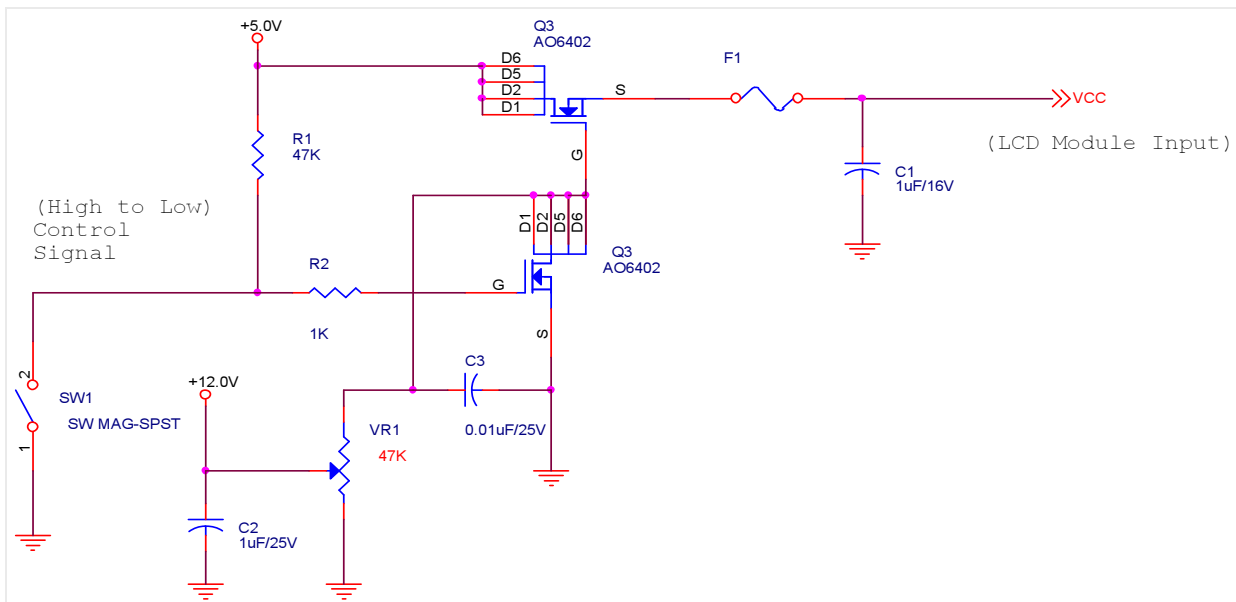 +5.0V
Q3
AO6402
F1
D6
D5
D2
D1
S
VCC
(LCD Module Input)
R1
47K
G
C1
1uF/16V
(High to Low)
Control
Signal
D1
D2
D5
D6
Q3
AO6402
R2
G
1K
S
C3
0.01uF/25V
+12.0V
2
SW1
SW MAG-SPST
1
VR1
47K
C2
1uF/25V